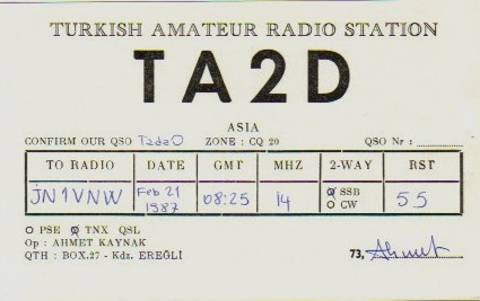 TURKISH AMATEUR RADIO STATION
TA2D
ASIA
CONFIRM OUR QSO TadaO ZONE : CQ 20 QSO Nr :
TO RADIO DATE GMT MHZ 2-WAY RST
JN1VNW Feb 21 1987 08:25 14 SSB CW 55
PSE TNX QSL
Op : AHMET KAYNAK
QTH : BOX.27 - Kdz. EREĞLİ 73, Ahmet